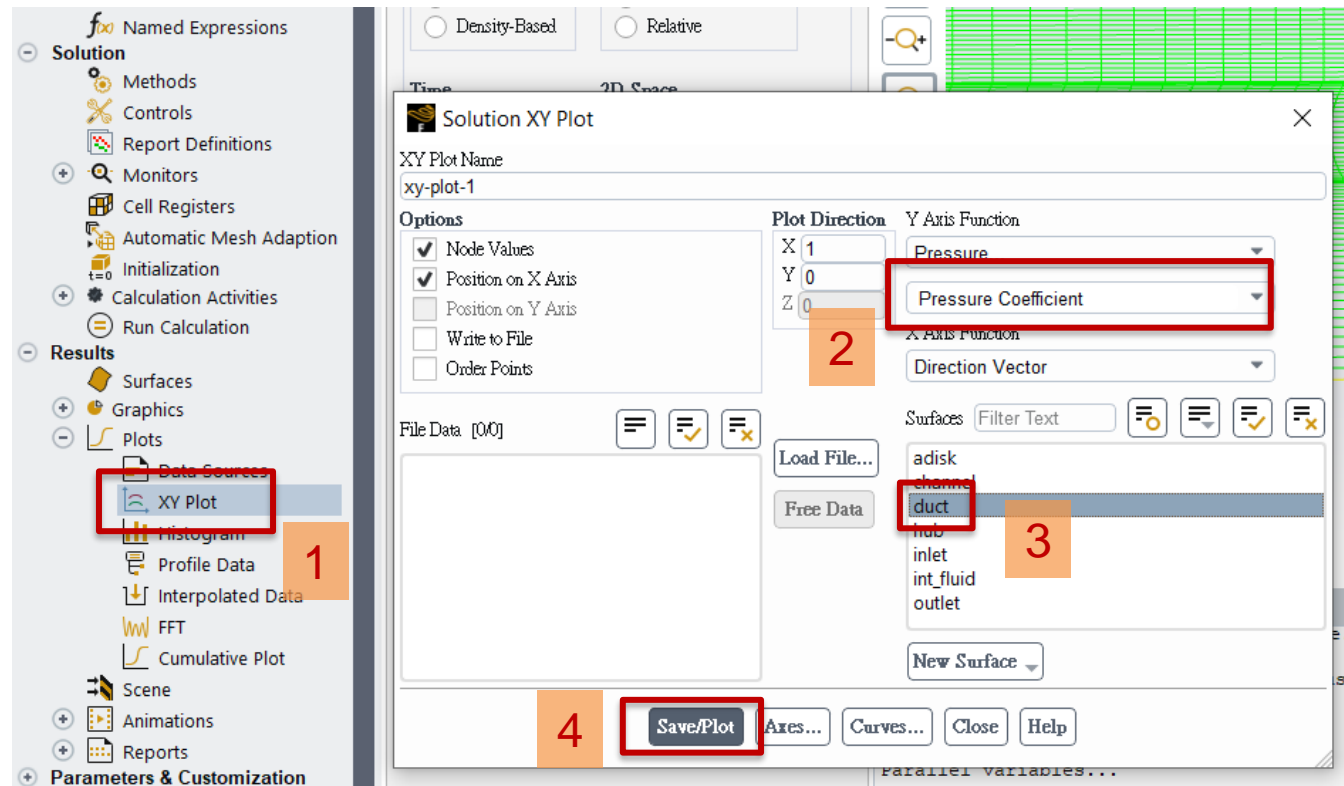 Named Expressions
Solution
Methods
Controls
Report Definitions
Monitors
Cell Registers
Automatic Mesh Adaption
t=0 Initialization
Calculation Activities
Run Calculation
Results
Surfaces
Graphics
Plots
Data Sources
XY Plot
Histogram
1
Profile Data
Interpolated Data
FFT
Cumulative Plot
Scene
Animations
Reports
Parameters & Customization
Density-Based
Relative
Time
2D Space
Solution XY Plot
XY Plot Name
xy-plot-1
Options
Node Values
Position on X Axis
Position on Y Axis
Write to File
Order Points
Plot Direction
X 1
Y 0
Z 0
2
Y Axis Function
Pressure
Pressure Coefficient
X Axis Function
Direction Vector
File Data [0/0]
Load File...
Free Data
Surfaces Filter Text
adisk
channel
duct
hub
inlet
int_fluid
outlet
3
New Surface
4
Save/Plot
Axes...
Curves...
Close
Help
Parallel variables...